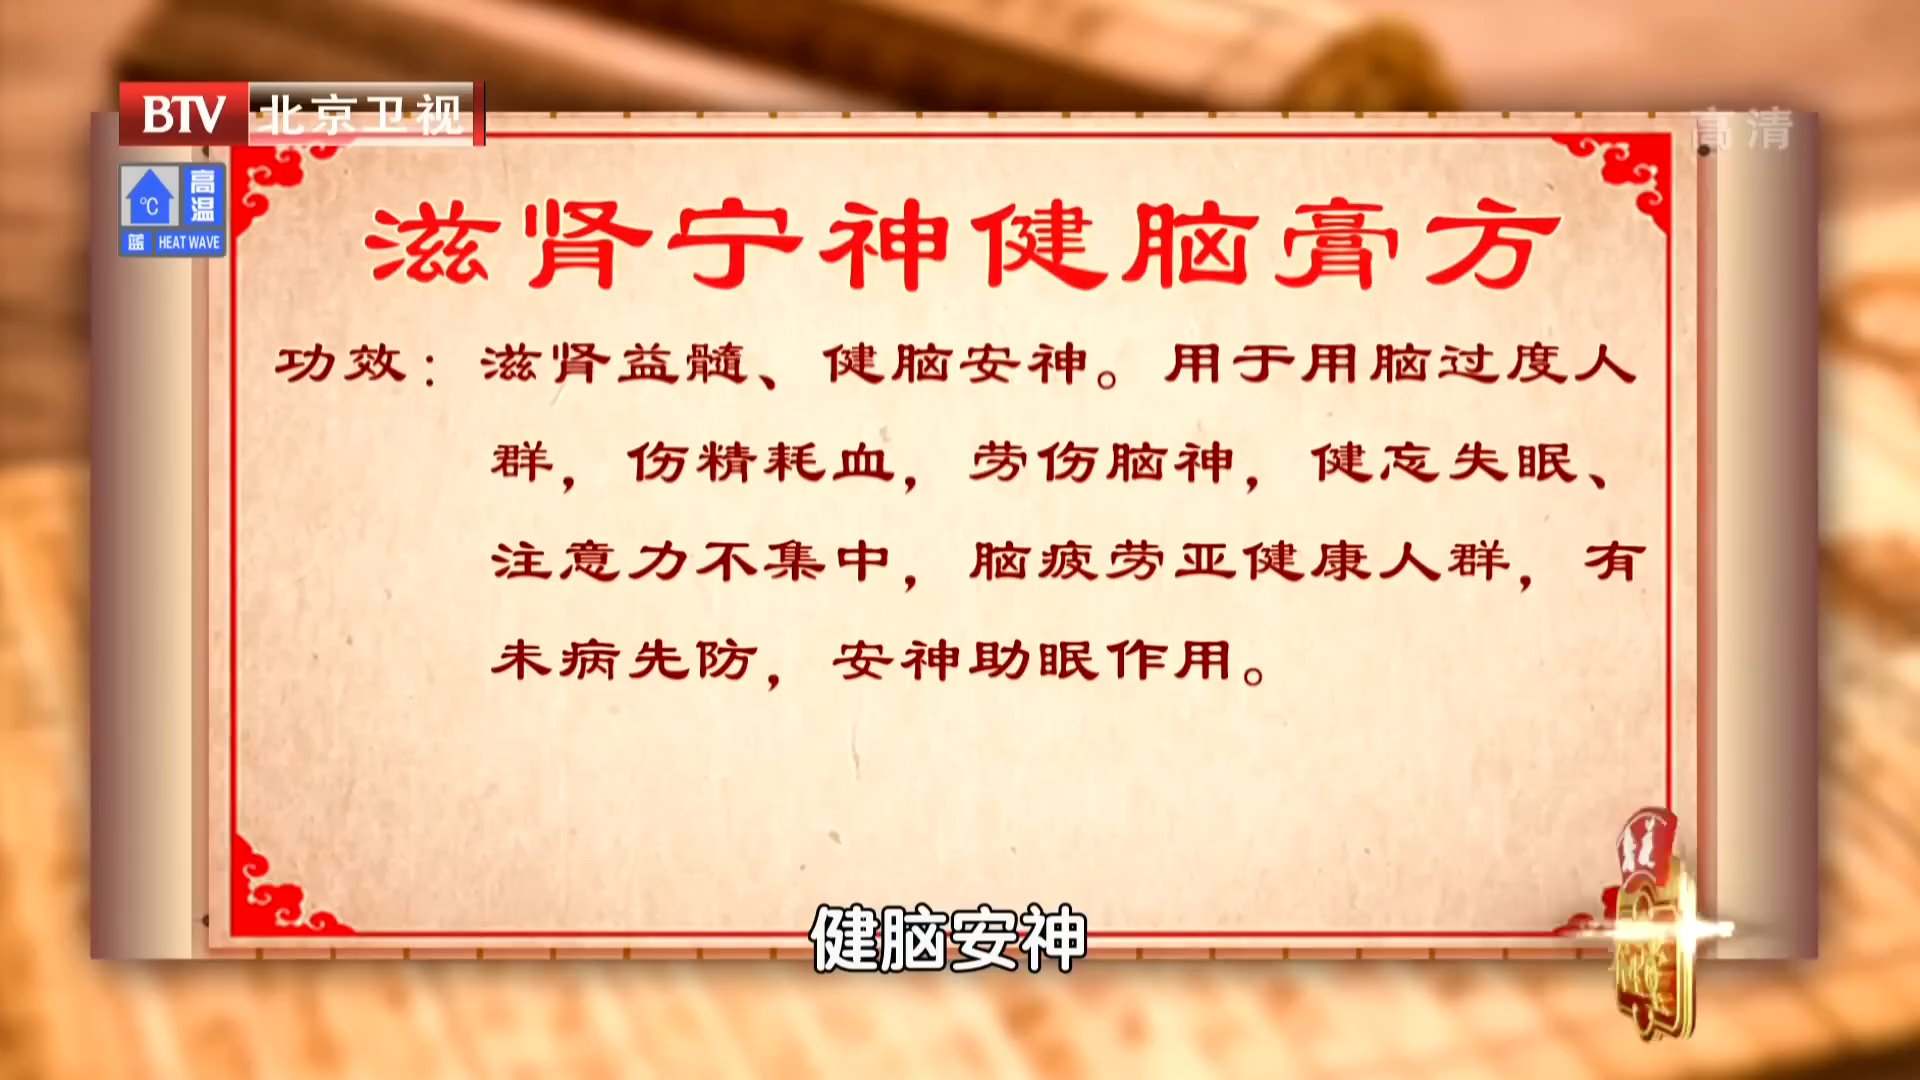 BTV 北京卫视
高清
℃ 高温
蓝 HEAT WAVE
滋肾宁神健脑膏方
功效：滋肾益髓、健脑安神。用于用脑过度人
群，伤精耗血，劳伤脑神，健忘失眠、
注意力不集中，脑疲劳亚健康人群，有
未病先防，安神助眠作用。
健脑安神